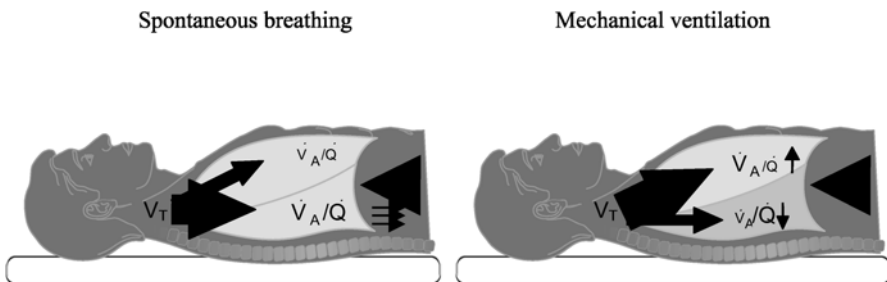 Spontaneous breathing
Mechanical ventilation
V̇A/Q̇
V̇A/Q̇
VT
V̇A/Q̇
V̇A/Q̇
VT